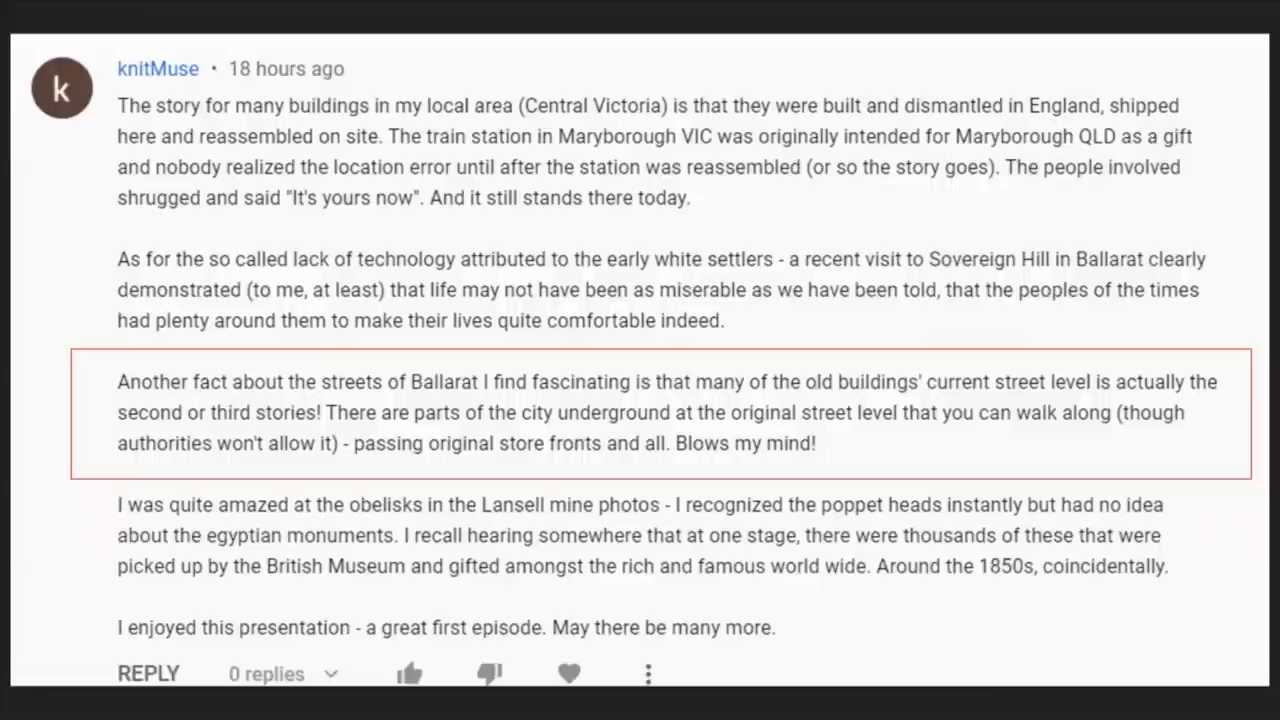 k
knitMuse • 18 hours ago
The story for many buildings in my local area (Central Victoria) is that they were built and dismantled in England, shipped
here and reassembled on site. The train station in Maryborough VIC was originally intended for Maryborough QLD as a gift
and nobody realized the location error until after the station was reassembled (or so the story goes). The people involved
shrugged and said "It's yours now". And it still stands there today.
As for the so called lack of technology attributed to the early white settlers - a recent visit to Sovereign Hill in Ballarat clearly
demonstrated (to me, at least) that life may not have been as miserable as we have been told, that the peoples of the times
had plenty around them to make their lives quite comfortable indeed.
Another fact about the streets of Ballarat I find fascinating is that many of the old buildings' current street level is actually the
second or third stories! There are parts of the city underground at the original street level that you can walk along (though
authorities won't allow it) - passing original store fronts and all. Blows my mind!
I was quite amazed at the obelisks in the Lansell mine photos - I recognized the poppet heads instantly but had no idea
about the egyptian monuments. I recall hearing somewhere that at one stage, there were thousands of these that were
picked up by the British Museum and gifted amongst the rich and famous world wide. Around the 1850s, coincidentally.
I enjoyed this presentation - a great first episode. May there be many more.
REPLY 0 replies